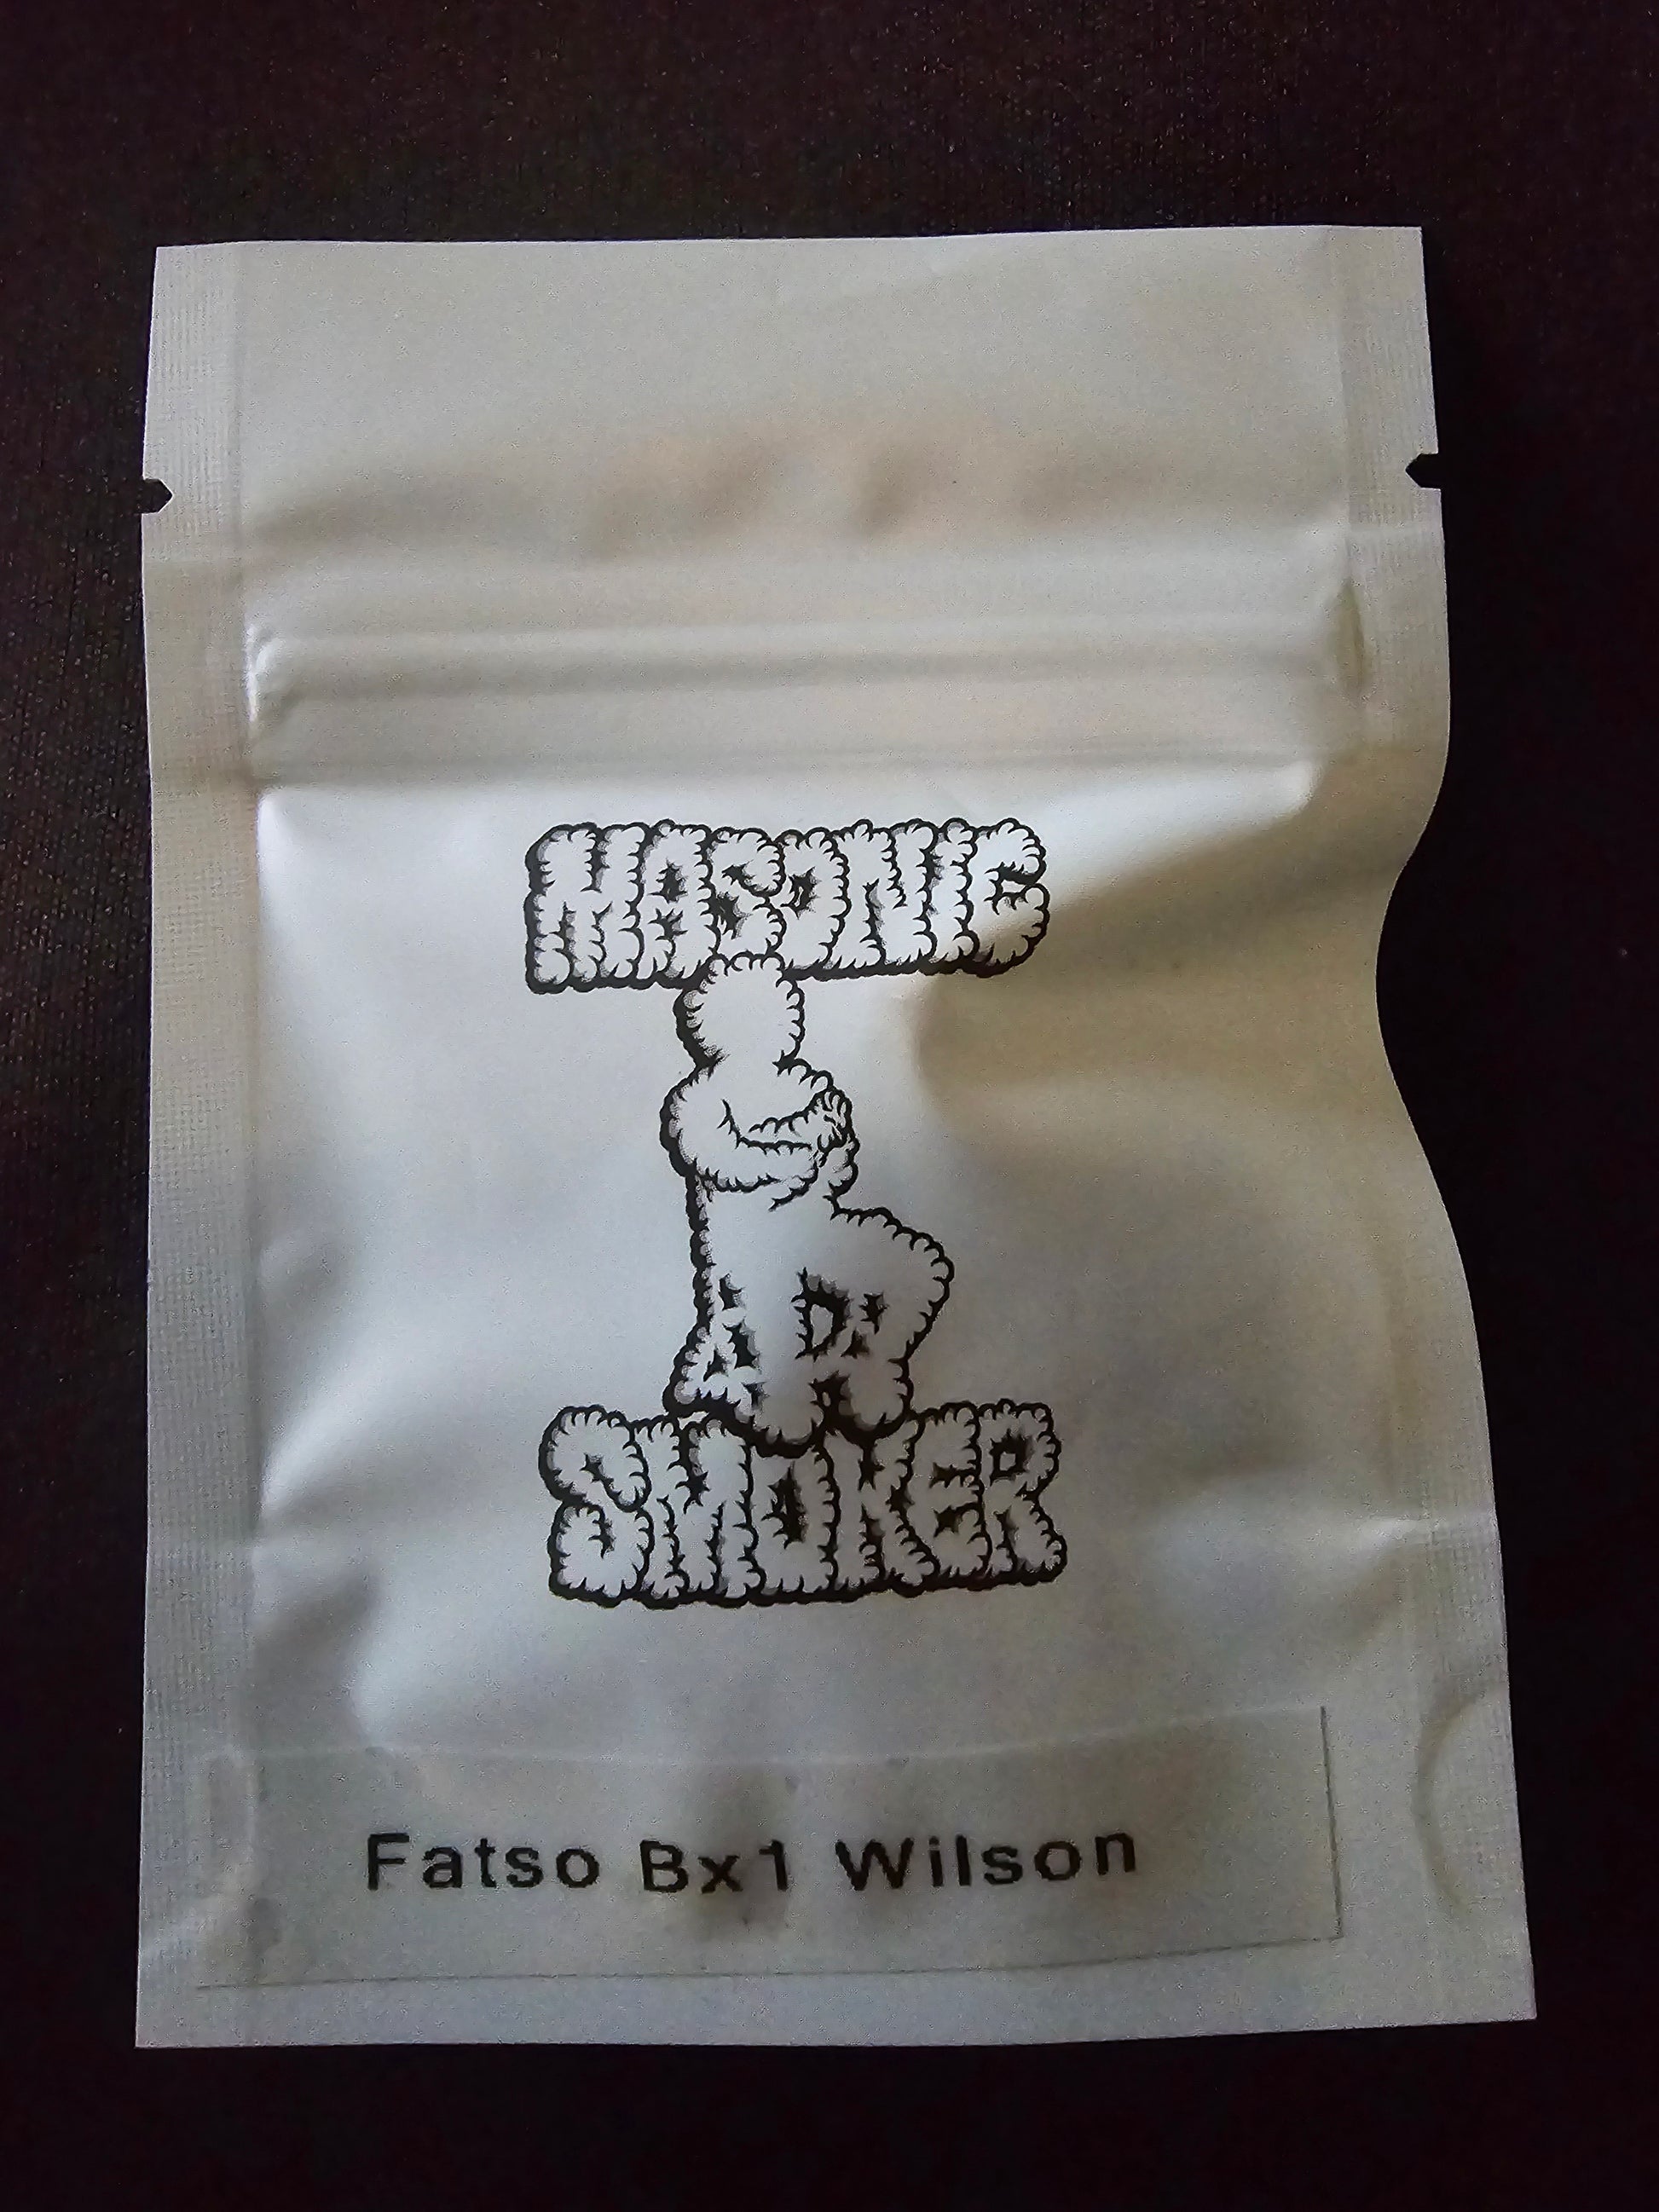 MASONIC
SMOKER
Fatso Bx1 Wilson